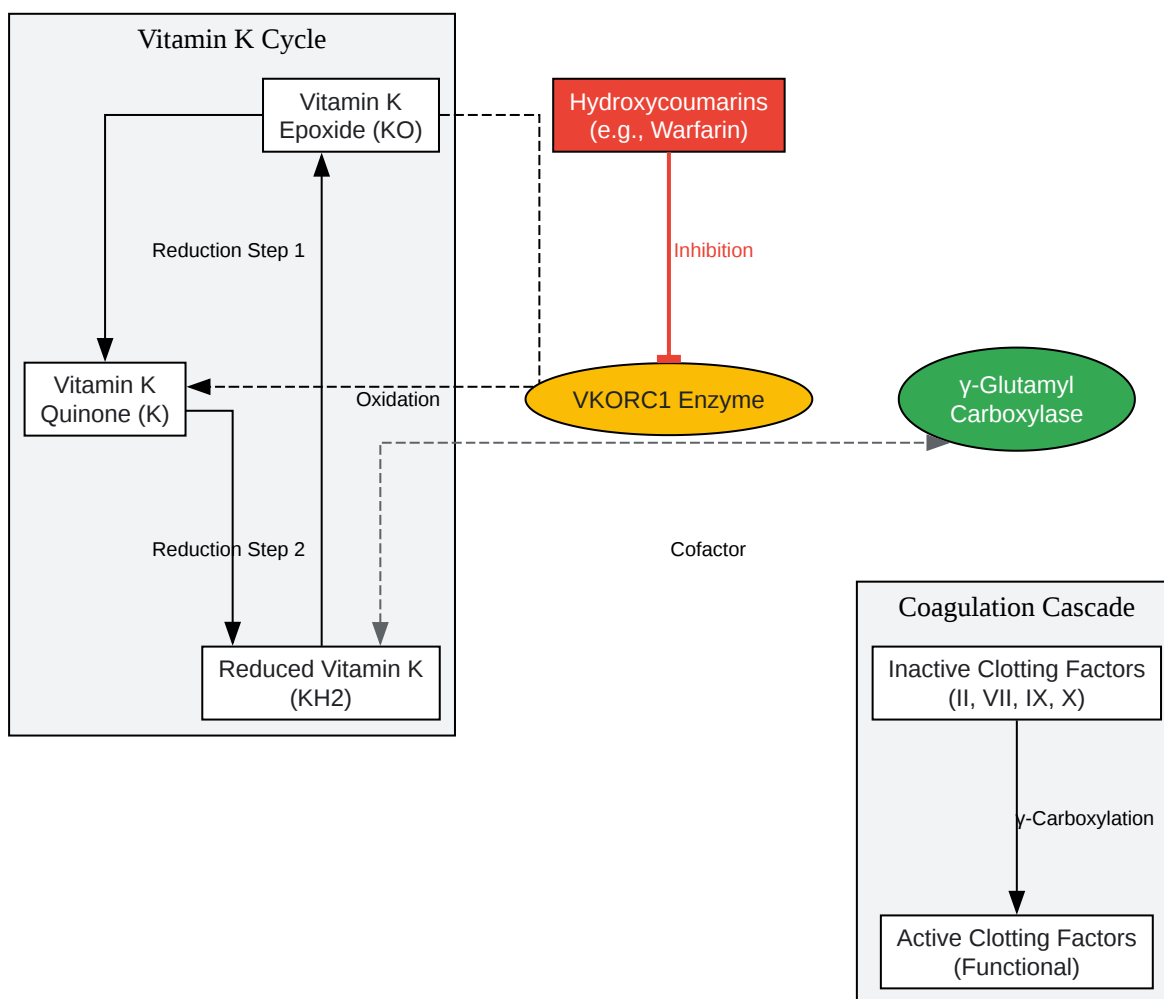 Vitamin K Cycle
Vitamin K
Epoxide (KO)
Hydroxycoumarins
(e.g., Warfarin)
Reduction Step 1
Inhibition
Vitamin K
Quinone (K)
Oxidation
VKORC1 Enzyme
γ-Glutamyl
Carboxylase
Reduction Step 2
Cofactor
Reduced Vitamin K
(KH2)
Coagulation Cascade
Inactive Clotting Factors
(II, VII, IX, X)
γ-Carboxylation
Active Clotting Factors
(Functional)